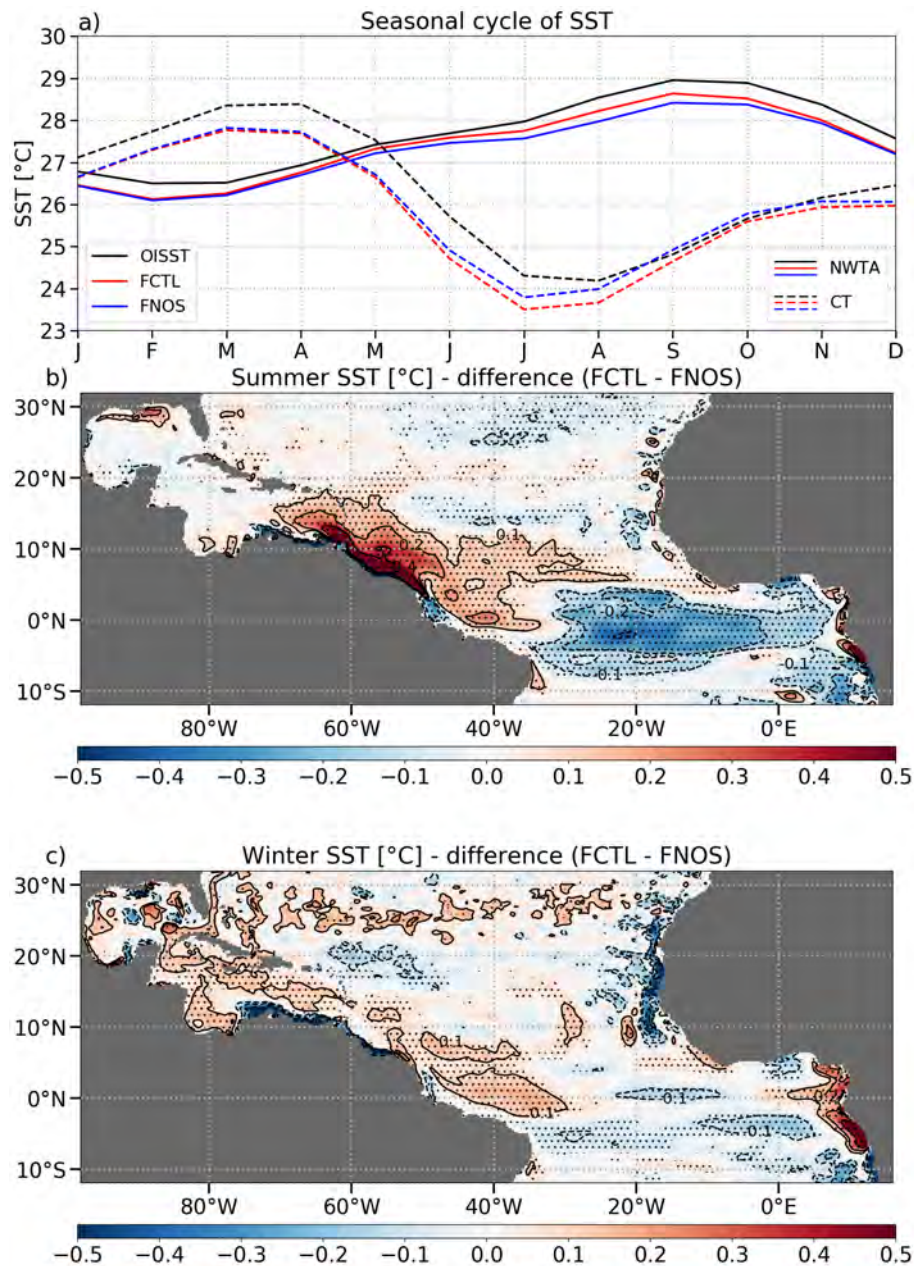 a) Seasonal cycle of SST
30
29
28
27
26
25
24
23
SST [°C]
OISST
FCTL
FNOS
NWTA
CT
J F M A M J J A S O N D
b) Summer SST [°C] - difference (FCTL - FNOS)
30°N
20°N
10°N
0°N
10°S
0.2
0.1
0.4
0.2
0.1
0.1
80°W 60°W 40°W 20°W 0°E
−0.5 −0.4 −0.3 −0.2 −0.1 0.0 0.1 0.2 0.3 0.4 0.5
c) Winter SST [°C] - difference (FCTL - FNOS)
30°N
20°N
10°N
0°N
10°S
0.1
0.1
0.1
0.2
0.1
80°W 60°W 40°W 20°W 0°E
−0.5 −0.4 −0.3 −0.2 −0.1 0.0 0.1 0.2 0.3 0.4 0.5